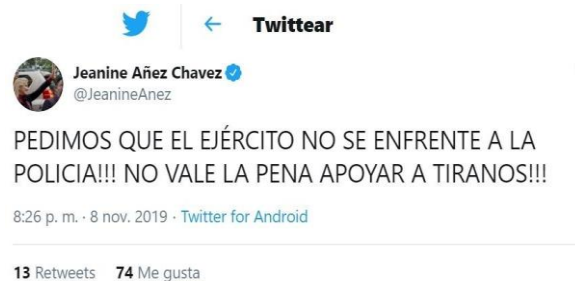 Twittear
Jeanine Añez Chavez
@JeanineAnez
PEDIMOS QUE EL EJÉRCITO NO SE ENFRENTE A LA
POLICIA!!! NO VALE LA PENA APOYAR A TIRANOS!!!
8:26 p. m. · 8 nov. 2019 · Twitter for Android
13 Retweets 74 Me gusta